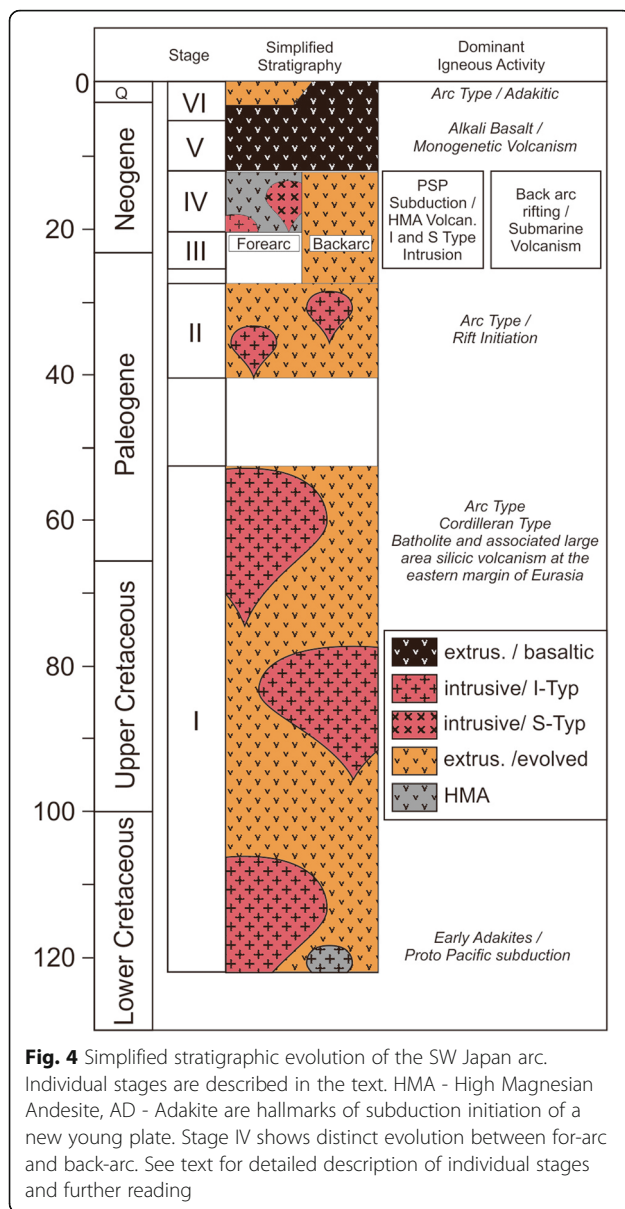 Stage
Simplified
Stratigraphy
Dominant
Igneous Activity
0
20
40
60
80
100
120
Q
Neogene
Paleogene
Upper Cretaceous
Lower Cretaceous
VI
V
IV
III
II
I
Forearc
Backarc
Arc Type / Adakitic
Alkali Basalt /
Monogenetic Volcanism
PSP
Subduction /
HMA Volcan.
I and S Type
Intrusion
Back arc
rifting /
Submarine
Volcanism
Arc Type /
Rift Initiation
Arc Type
Cordilleran Type
Batholite and associated large
area silicic volcanism at the
eastern margin of Eurasia
extrus. / basaltic
intrusive/ I-Typ
intrusive/ S-Typ
extrus. /evolved
HMA
Early Adakites /
Proto Pacific subduction
Fig. 4 Simplified stratigraphic evolution of the SW Japan arc.
Individual stages are described in the text. HMA - High Magnesian
Andesite, AD - Adakite are hallmarks of subduction initiation of a
new young plate. Stage IV shows distinct evolution between for-arc
and back-arc. See text for detailed description of individual stages
and further reading